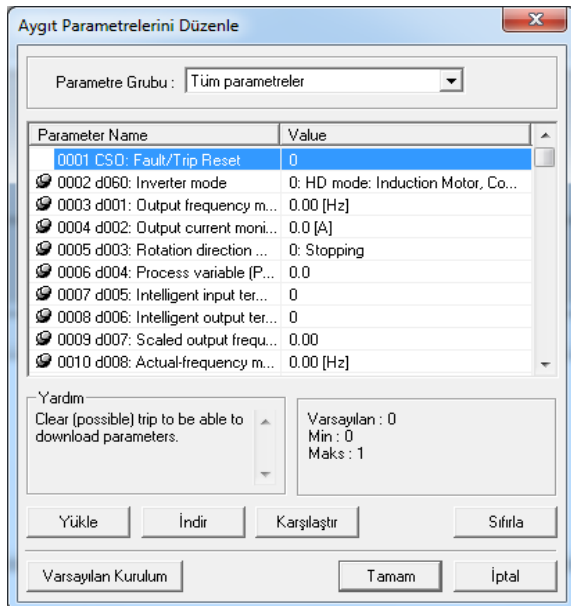 Aygıt Parametrelerini Düzenle
Parametre Grubu : Tüm parametreler
Parameter Name Value
0001 CSO: Fault/Trip Reset 0
0002 d060: Inverter mode 0: HD mode: Induction Motor, Co...
0003 d001: Output frequency m... 0.00 [Hz]
0004 d002: Output current moni... 0.0 [A]
0005 d003: Rotation direction ... 0: Stopping
0006 d004: Process variable (P... 0.0
0007 d005: Intelligent input ter... 0
0008 d006: Intelligent output ter... 0
0009 d007: Scaled output frequ... 0.00
0010 d008: Actual-frequency m... 0.00 [Hz]
Yardım
Clear (possible) trip to be able to
download parameters.
Varsayılan : 0
Min : 0
Maks : 1
Yükle İndir Karşılaştır Sıfırla
Varsayılan Kurulum Tamam İptal